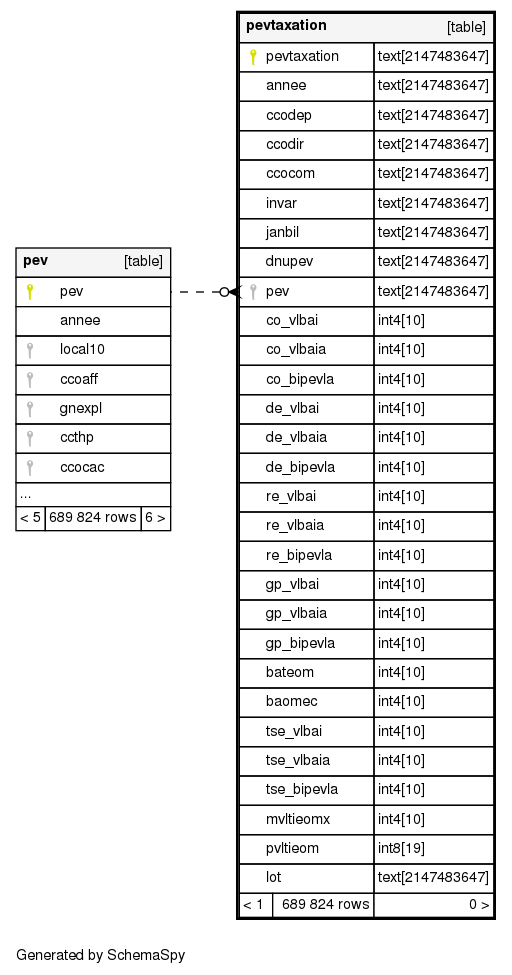 pevtaxation [table]
pevtaxation text[2147483647]
annee text[2147483647]
ccodep text[2147483647]
ccodir text[2147483647]
ccocom text[2147483647]
invar text[2147483647]
janbil text[2147483647]
dnupev text[2147483647]
pev text[2147483647]
co_vlbai int4[10]
co_vlbaia int4[10]
co_bipevla int4[10]
de_vlbai int4[10]
de_vlbaia int4[10]
de_bipevla int4[10]
re_vlbai int4[10]
re_vlbaia int4[10]
re_bipevla int4[10]
gp_vlbai int4[10]
gp_vlbaia int4[10]
gp_bipevla int4[10]
bateom int4[10]
baomec int4[10]
tse_vlbai int4[10]
tse_vlbaia int4[10]
tse_bipevla int4[10]
mvltieomx int4[10]
pvltieom int8[19]
lot text[2147483647]
< 1 689 824 rows 0 >
pev [table]
pev
annee
local10
ccoaff
gnexpl
ccthp
ccocac
...
< 5 689 824 rows 6 >
Generated by SchemaSpy